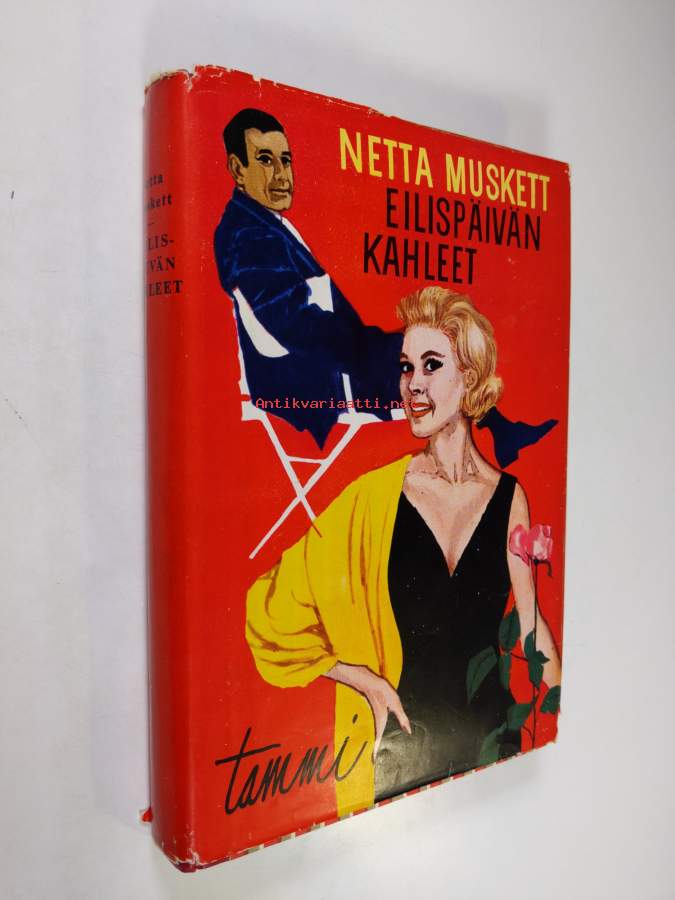 NETTA MUSKETT
EILISPÄIVÄN
KAHLEET
Antikvariaatti.net
tammi